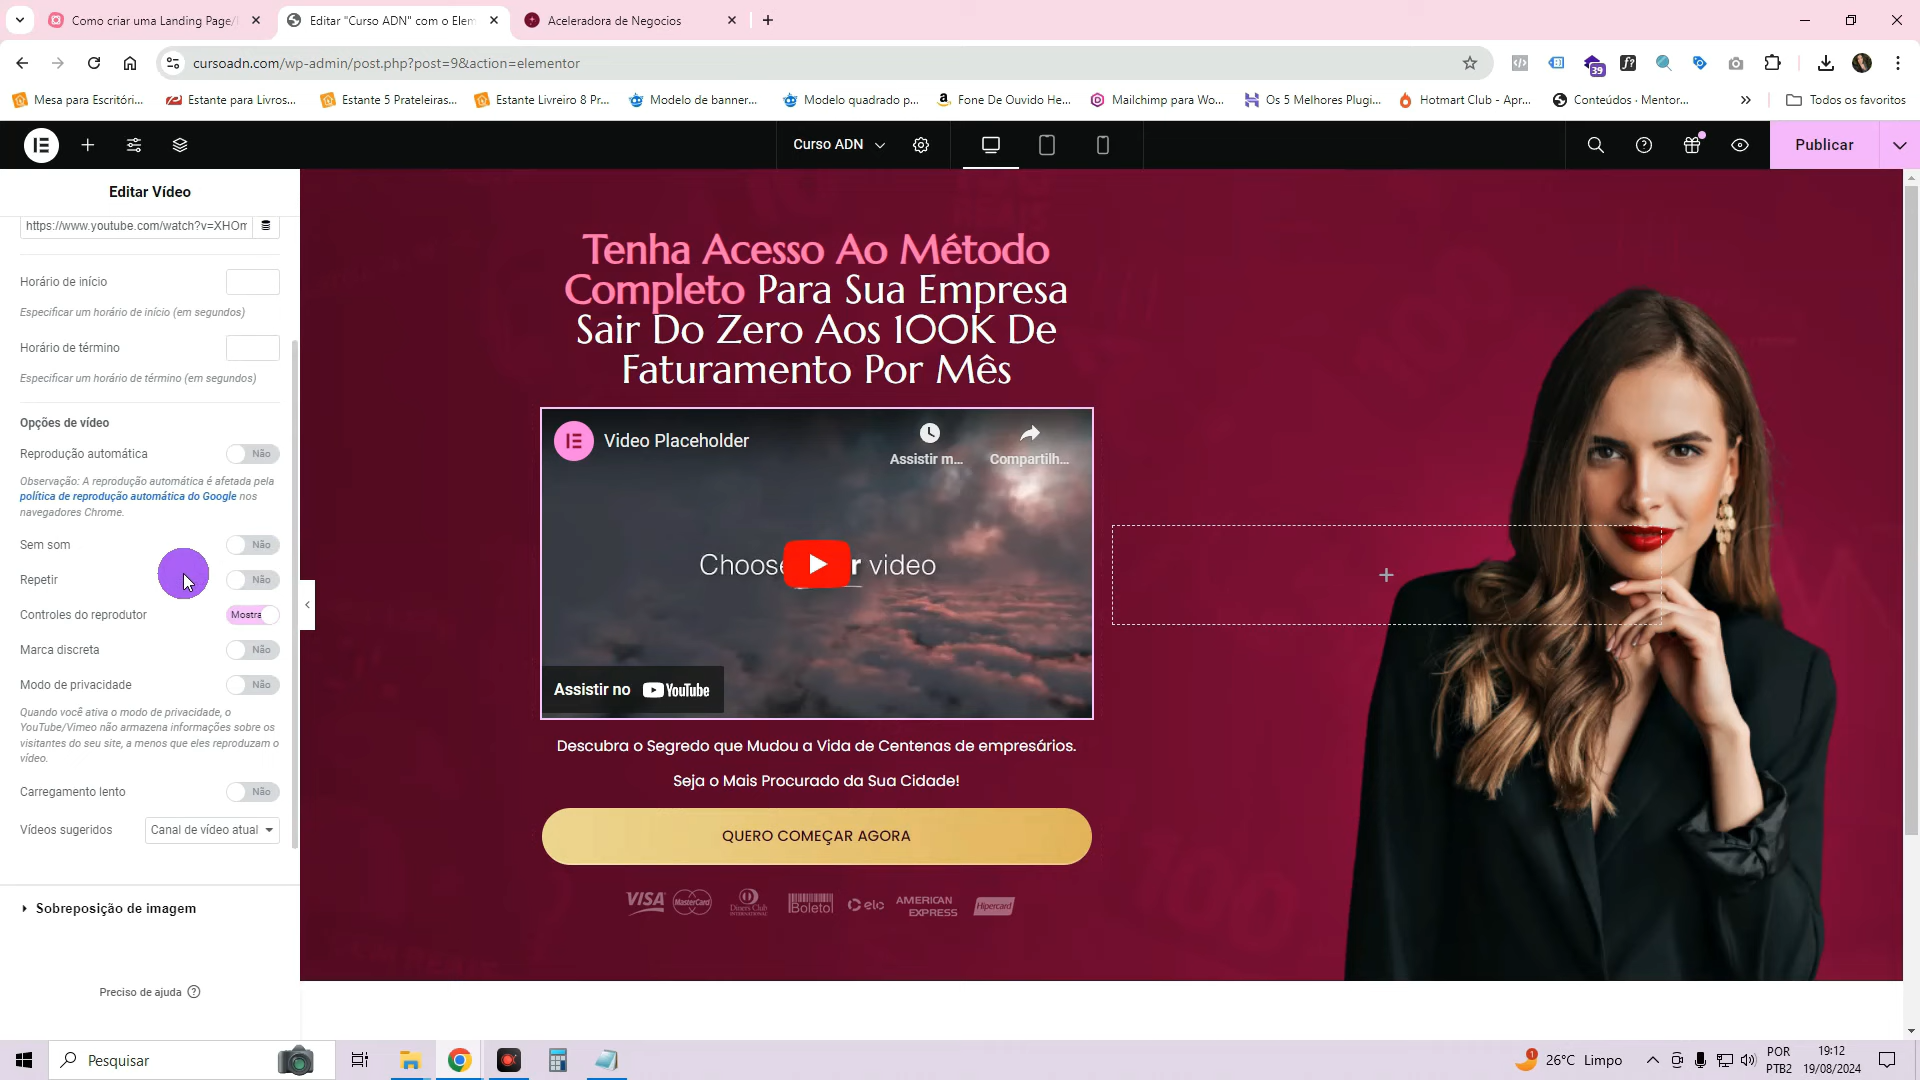 Como criar uma Landing Page/
Editar "Curso ADN" com o Elem
Aceleradora de Negocios
cursoadn.com/wp-admin/post.php?post=9&action=elementor
39
Mesa para Escritóri...
Estante para Livros...
Estante 5 Prateleiras...
Estante Livreiro 8 Pr...
Modelo de banner...
Modelo quadrado p...
Fone De Ouvido He...
Mailchimp para Wo...
Os 5 Melhores Plugi...
Hotmart Club - Apr...
Conteúdos · Mentor...
Todos os favoritos
Curso ADN
Publicar
Editar Vídeo
https://www.youtube.com/watch?v=XHOm
Horário de início
Especificar um horário de início (em segundos)
Horário de término
Especificar um horário de término (em segundos)
Opções de vídeo
Reprodução automática
Não
Observação: A reprodução automática é afetada pela
política de reprodução automática do Google nos
navegadores Chrome.
Sem som
Não
Repetir
Não
Controles do reprodutor
Mostra
Marca discreta
Não
Modo de privacidade
Não
Quando você ativa o modo de privacidade, o
YouTube/Vimeo não armazena informações sobre os
visitantes do seu site, a menos que eles reproduzam o
vídeo.
Carregamento lento
Não
Vídeos sugeridos
Canal de vídeo atual
Sobreposição de imagem
Preciso de ajuda
Tenha Acesso Ao Método
Completo Para Sua Empresa
Sair Do Zero Aos 100K De
Faturamento Por Mês
Video Placeholder
Assistir m...
Compartilh...
Choose r video
Assistir no YouTube
Descubra o Segredo que Mudou a Vida de Centenas de empresários.
Seja o Mais Procurado da Sua Cidade!
QUERO COMEÇAR AGORA
VISA
MasterCard
Diners Club
INTERNATIONAL
Boleto
elo
AMERICAN
EXPRESS
Hipercard
Pesquisar
1
26°C Limpo
POR
PTB2
19:12
19/08/2024